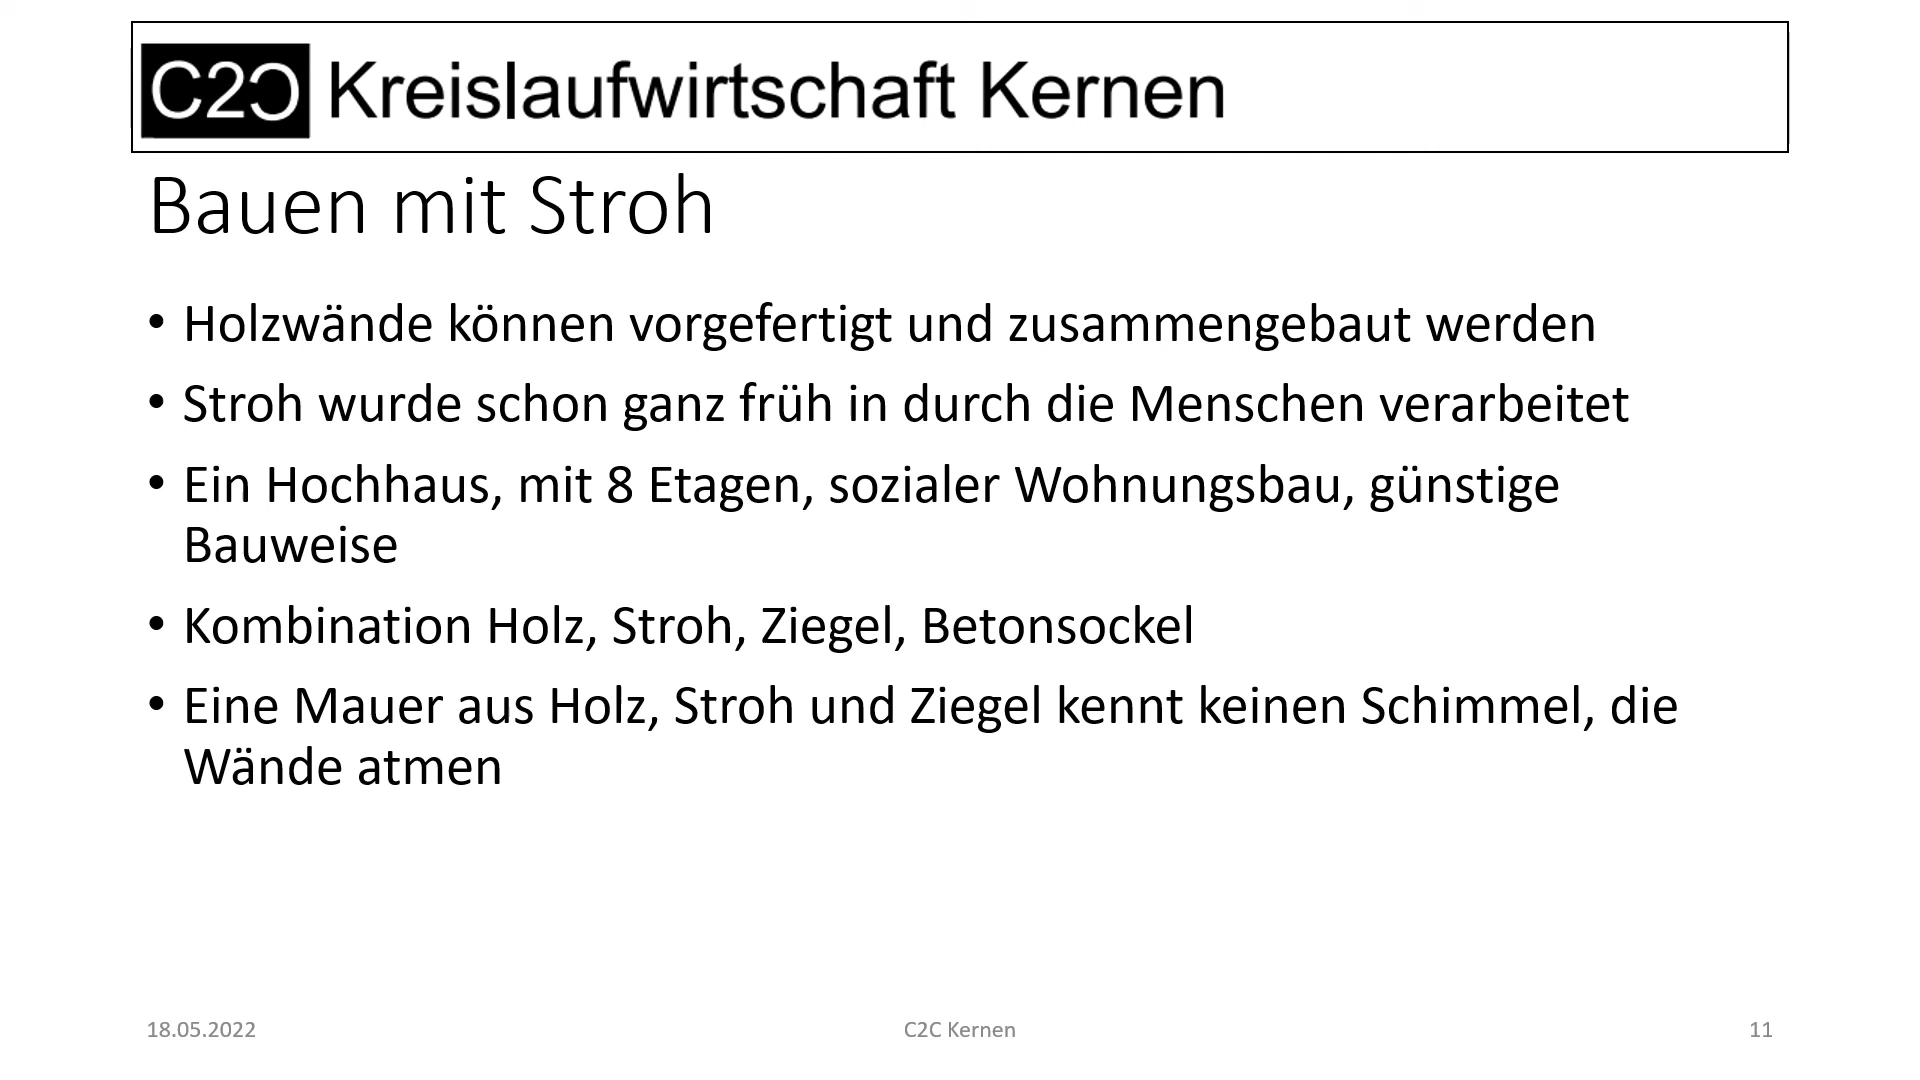 C2C Kreislaufwirtschaft Kernen
Bauen mit Stroh
• Holzwände können vorgefertigt und zusammengebaut werden
• Stroh wurde schon ganz früh in durch die Menschen verarbeitet
• Ein Hochhaus, mit 8 Etagen, sozialer Wohnungsbau, günstige
Bauweise
• Kombination Holz, Stroh, Ziegel, Betonsockel
• Eine Mauer aus Holz, Stroh und Ziegel kennt keinen Schimmel, die
Wände atmen
18.05.2022
C2C Kernen
11